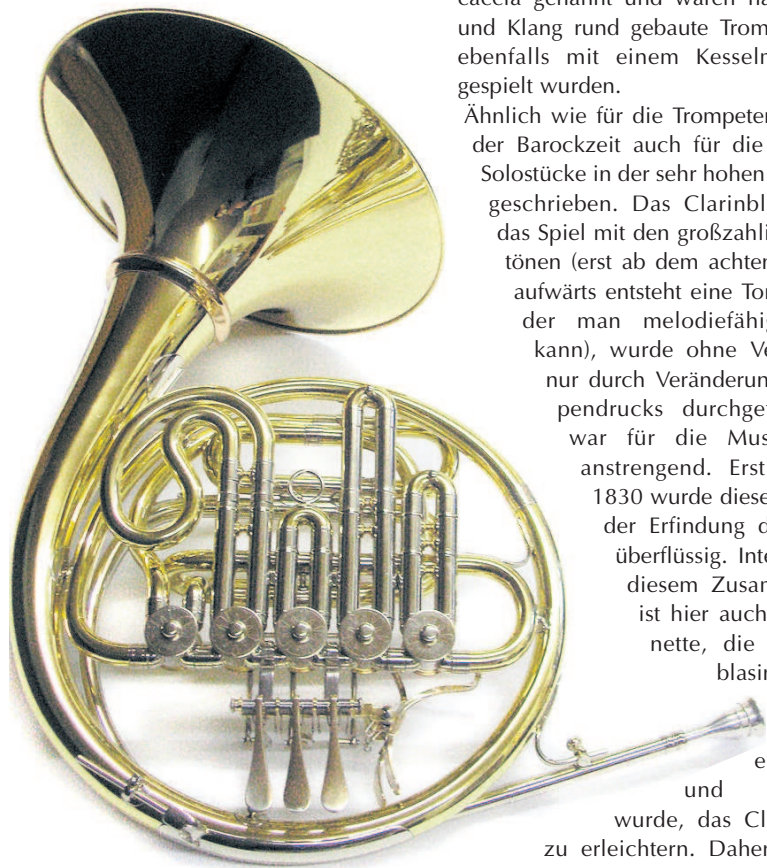 caccia genannt und waren
und Klang rund gebaute Trom
ebenfalls mit einem Kesseln
gespielt wurden.
Ähnlich wie für die Trompeter
der Barockzeit auch für die
Solostücke in der sehr hohen
geschrieben. Das Clarinbl
das Spiel mit den großzahli
tönen (erst ab dem achten
aufwärts entsteht eine To
der man melodiefähig
kann), wurde ohne Ve
nur durch Veränderun
pendrucks durchge
war für die Mus
anstrengend. Erst
1830 wurde diese
der Erfindung d
überflüssig. Inte
diesem Zusam
ist hier auch
nette, die
blasin
e
und
wurde, das Cl
zu erleichtern. Daher